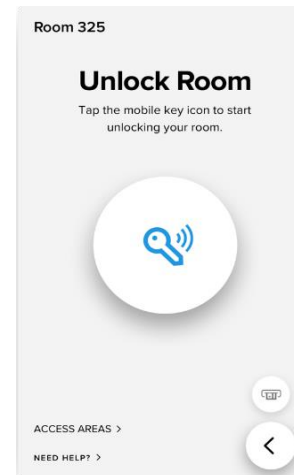 Room 325
Unlock Room
Tap the mobile key icon to start
unlocking your room.
ACCESS AREAS >
NEED HELP? >